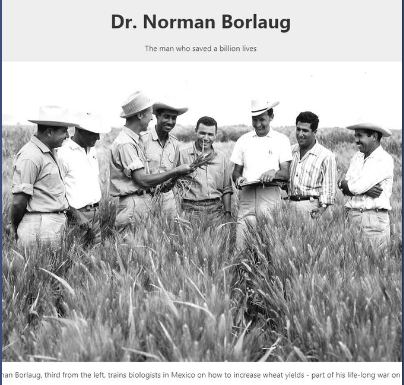 Dr. Norman Borlaug
The man who saved a billion lives
man Borlaug, third from the left, trains biologists in Mexico on how to increase wheat yields - part of his life-long war on